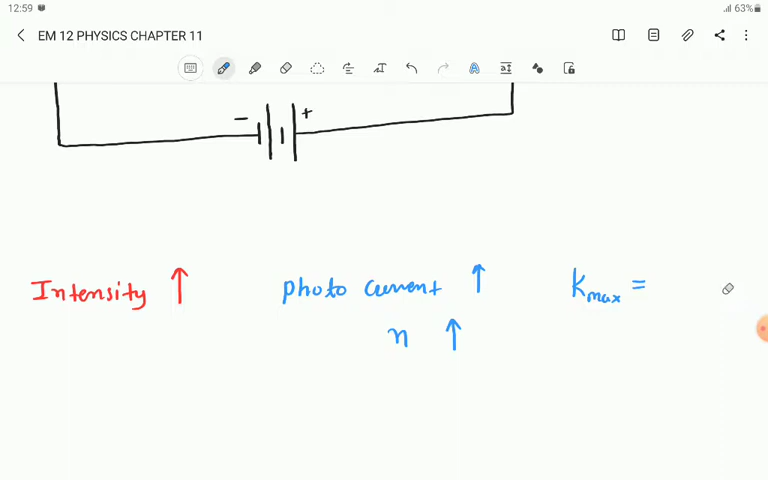 12:59 63%
EM 12 PHYSICS CHAPTER 11
- +
Intensity ↑ photo current ↑ Kmax =
n ↑